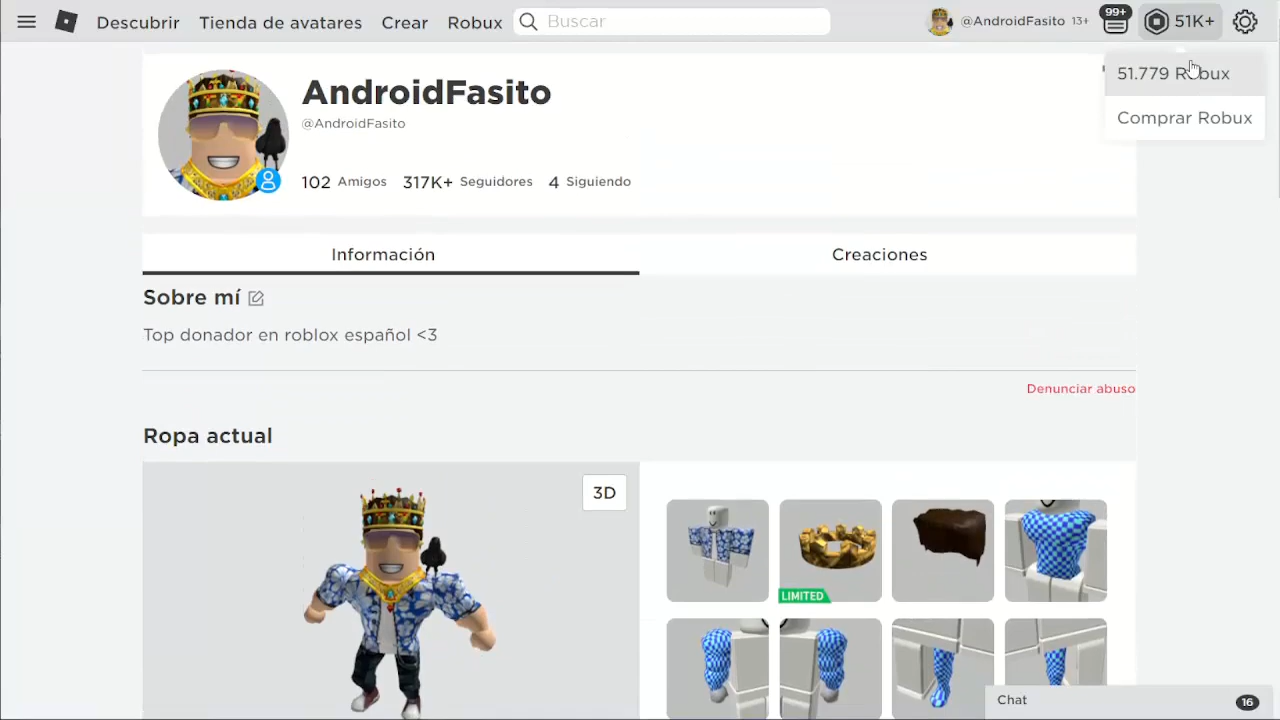 Descubrir Tienda de avatares Crear Robux Buscar @AndroidFasito 13+ 99+ 51K+
51.779 Robux
Comprar Robux
AndroidFasito
@AndroidFasito
102 Amigos 317K+ Seguidores 4 Siguiendo
Información Creaciones
Sobre mí
Top donador en roblox español <3
Denunciar abuso
Ropa actual
3D
LIMITED
Chat 16